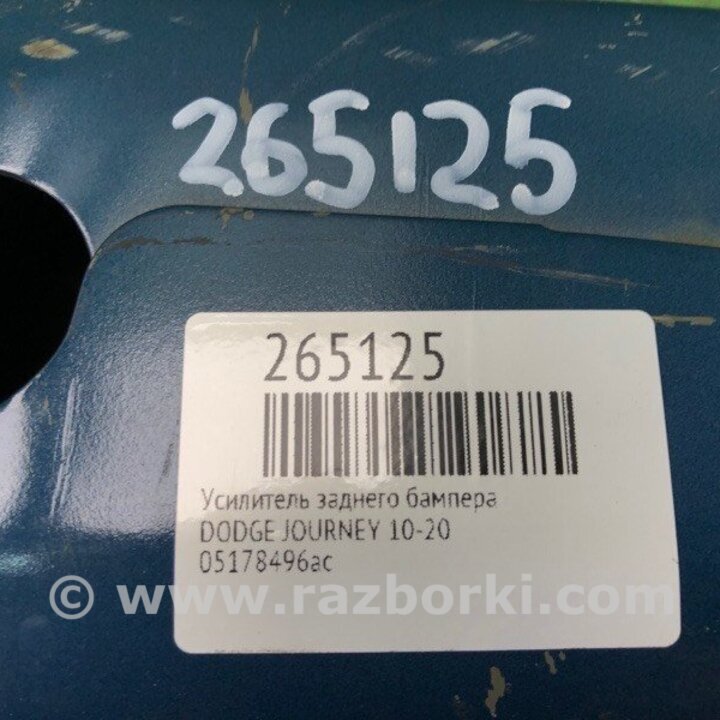 265125
265125
Усилитель заднего бампера
DODGE JOURNEY 10-20
05178496ac
© www.razborki.com